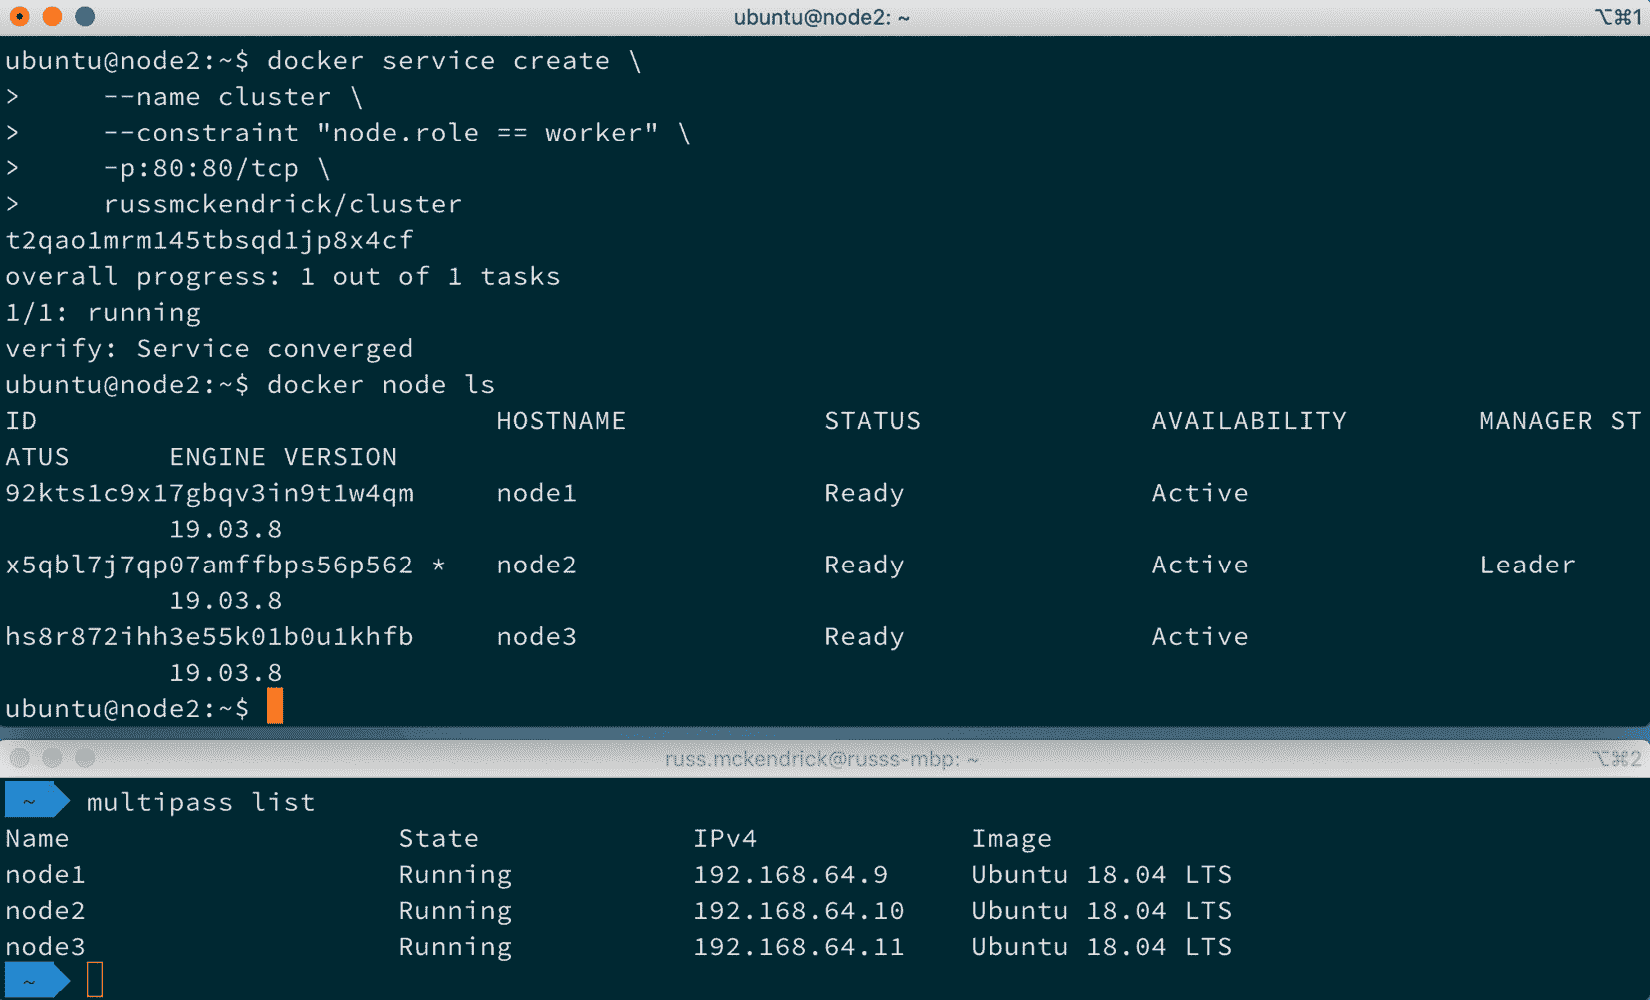 ubuntu@node2: ~
⌥⌘1
ubuntu@node2:~$ docker service create \
>     --name cluster \
>     --constraint "node.role == worker" \
>     -p:80:80/tcp \
>     russmckendrick/cluster
t2qao1mrm145tbsqd1jp8x4cf
overall progress: 1 out of 1 tasks
1/1: running
verify: Service converged
ubuntu@node2:~$ docker node ls
ID                            HOSTNAME            STATUS              AVAILABILITY        MANAGER ST
ATUS      ENGINE VERSION
92kts1c9x17gbqv3in9t1w4qm     node1               Ready               Active
          19.03.8
x5qbl7j7qp07amffbps56p562 *   node2               Ready               Active              Leader
          19.03.8
hs8r872ihh3e55k01b0u1khfb     node3               Ready               Active
          19.03.8
ubuntu@node2:~$
russ.mckendrick@russs-mbp: ~
⌥⌘2
~ multipass list
Name                    State             IPv4             Image
node1                   Running           192.168.64.9     Ubuntu 18.04 LTS
node2                   Running           192.168.64.10    Ubuntu 18.04 LTS
node3                   Running           192.168.64.11    Ubuntu 18.04 LTS
~